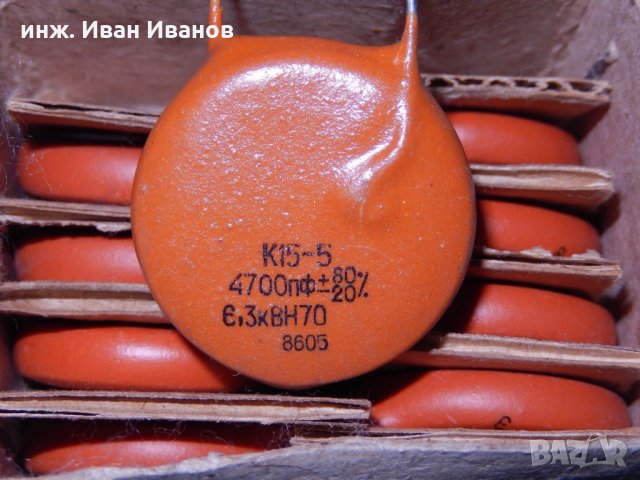 инж. Иван Иванов
К15-5
4700пФ±80%
20
6,3кВН70
8605
BAZAR